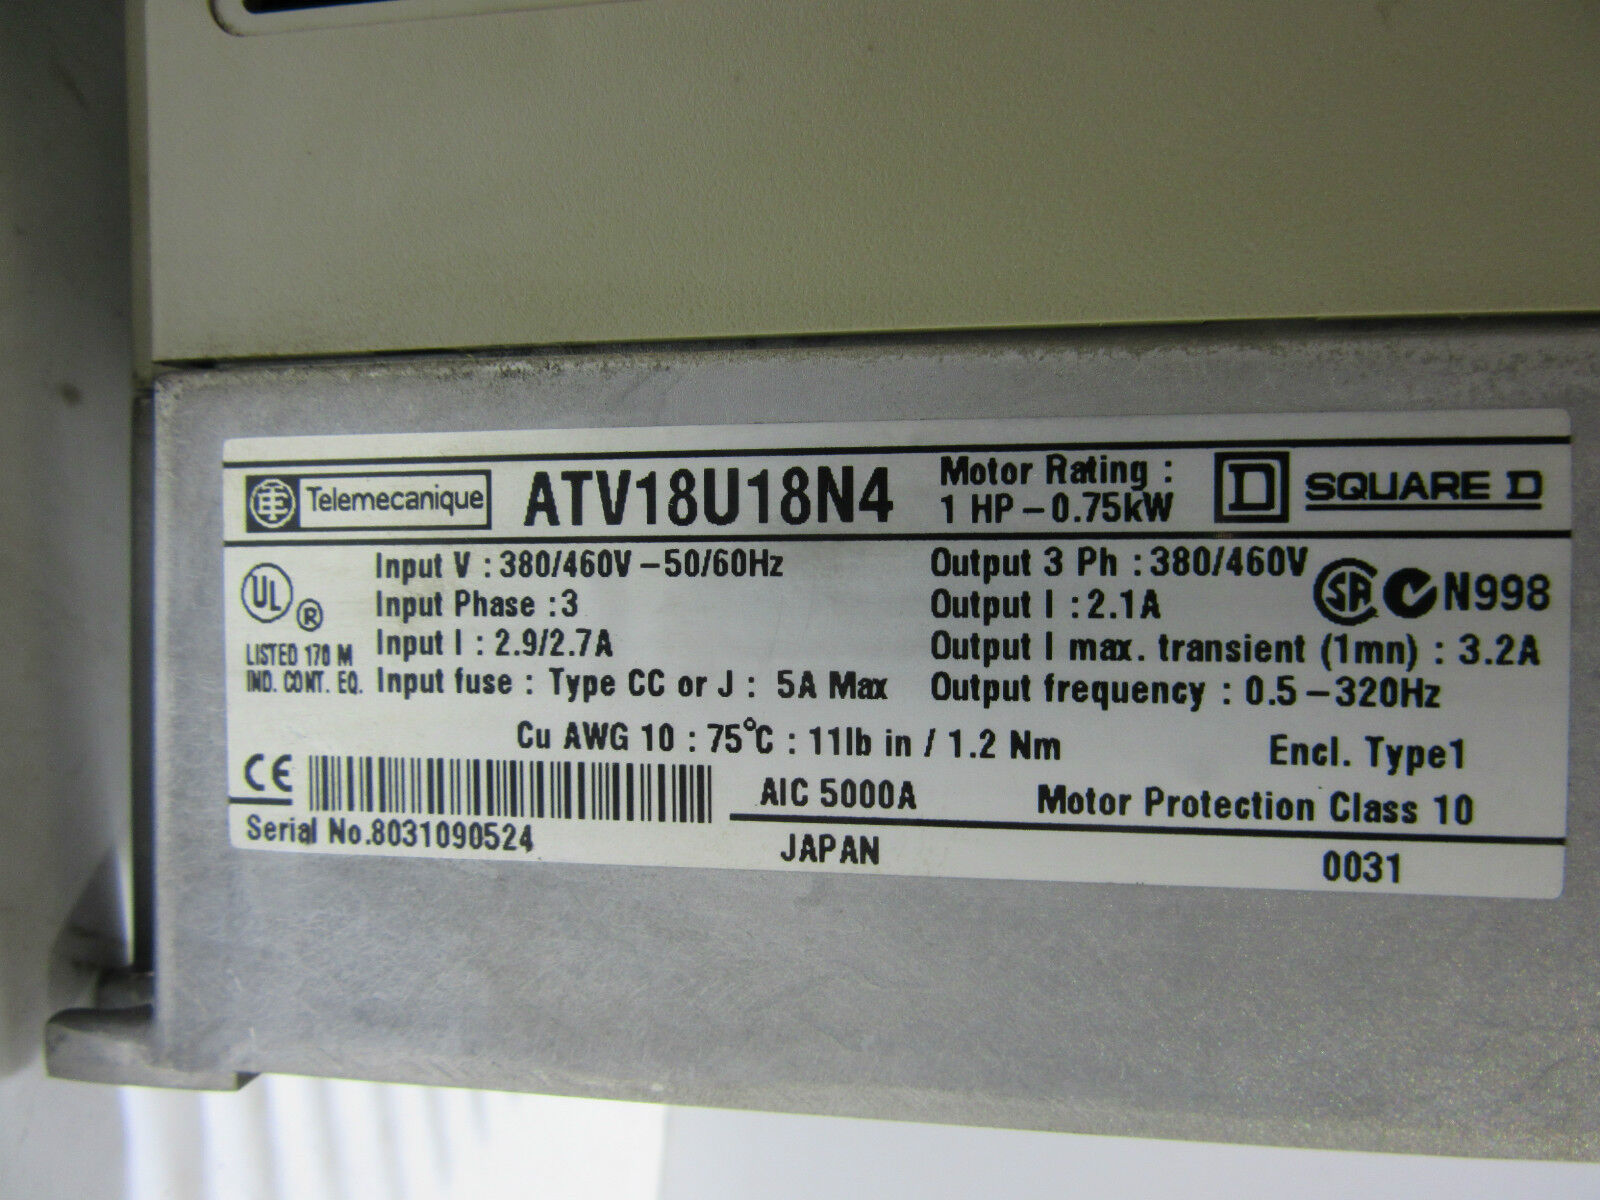 Telemecanique ATV18U18N4 Motor Rating : 1 HP – 0.75kW D SQUARE D
UL ® LISTED 170 M IND. CONT. EQ.
Input V : 380/460V – 50/60Hz
Input Phase : 3
Input I : 2.9/2.7A
Input fuse : Type CC or J : 5A Max
Output 3 Ph : 380/460V
Output I : 2.1A
Output I max. transient (1mn) : 3.2A
Output frequency : 0.5 – 320Hz
SA N998
Cu AWG 10 : 75°C : 11lb in / 1.2 Nm
Encl. Type1
CE
AIC 5000A
Motor Protection Class 10
Serial No.8031090524
JAPAN
0031